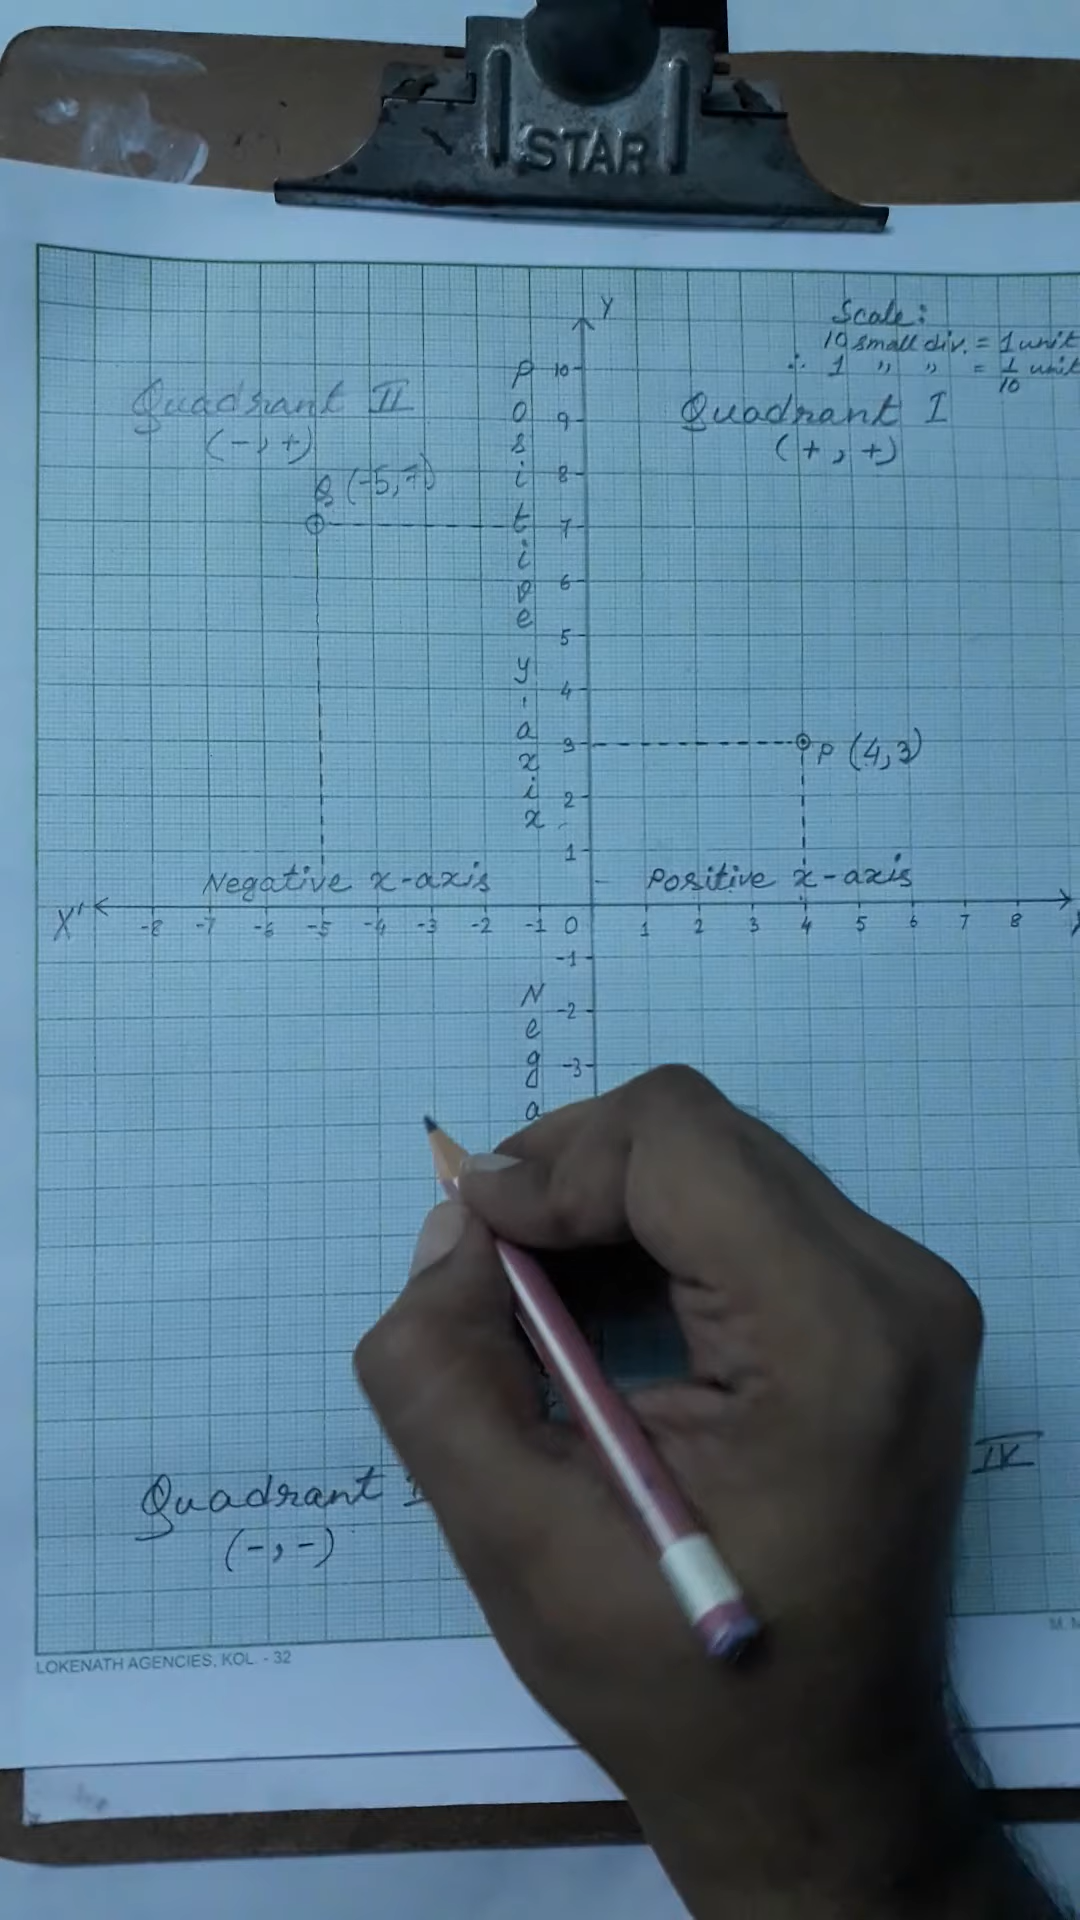 STAR
Y
Scale:
10 small div. = 1 unit
∴ 1 " " = 1/10 unit
Quadrant II
(-,+)
Quadrant I
(+,+)
Positive y-axix
10
9
8
7
6
5
4
3
2
1
Q (-5,7)
P (4,3)
Negative x-axis
Positive x-axis
X'
-8 -7 -6 -5 -4 -3 -2 -1 0 1 2 3 4 5 6 7 8
-1
-2
-3
Nega
Quadrant
IV
(-,-)
LOKENATH AGENCIES, KOL - 32